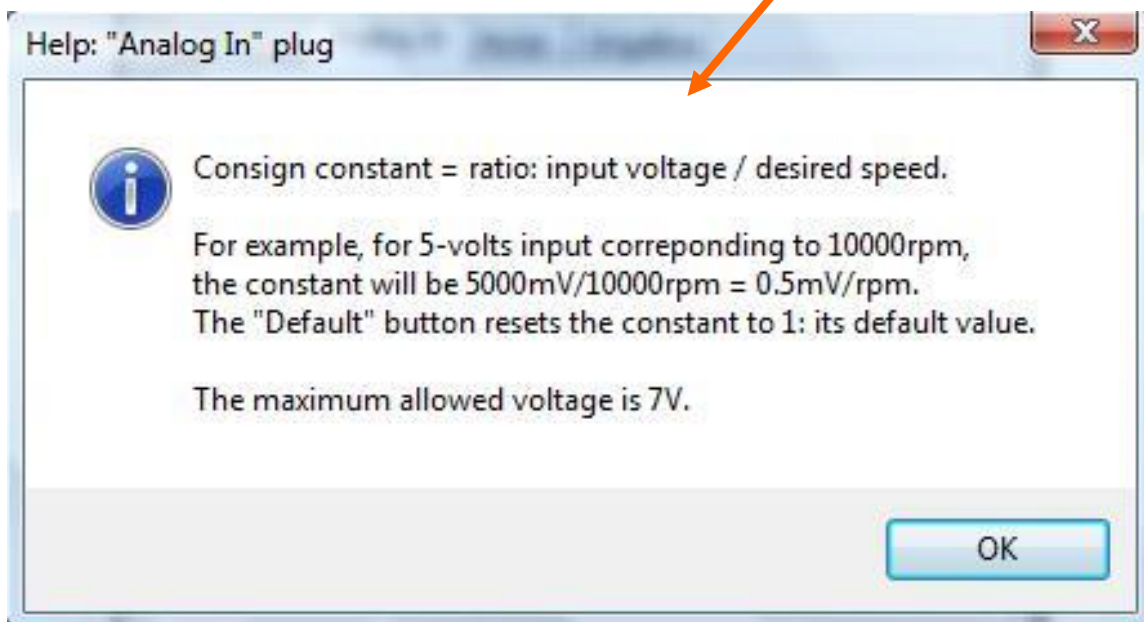 Help: "Analog In" plug
Consign constant = ratio: input voltage / desired speed.
For example, for 5-volts input correponding to 10000rpm,
the constant will be 5000mV/10000rpm = 0.5mV/rpm.
The "Default" button resets the constant to 1: its default value.
The maximum allowed voltage is 7V.
OK